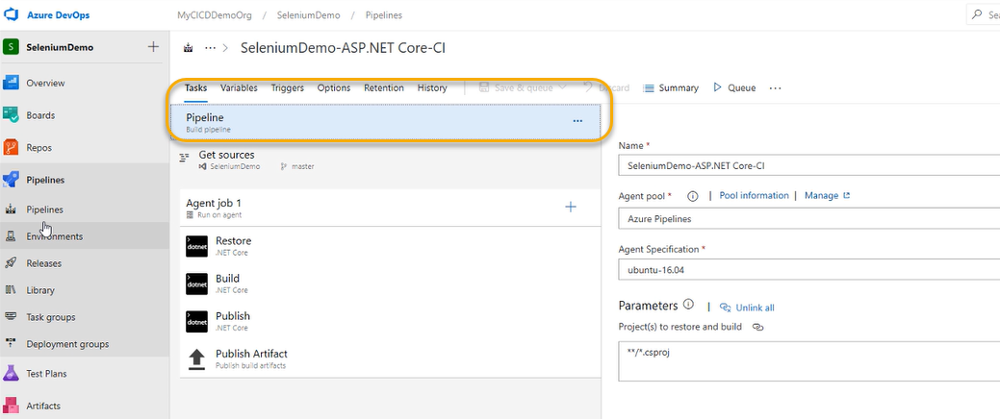 Azure DevOps
MyCICDDemoOrg / SeleniumDemo / Pipelines
Sea
S SeleniumDemo
SeleniumDemo-ASP.NET Core-CI
Overview
Boards
Repos
Pipelines
Pipelines
Environments
Releases
Library
Task groups
Deployment groups
Test Plans
Artifacts
Tasks Variables Triggers Options Retention History Save & queue Discard Summary Queue
Pipeline
Build pipeline
Get sources
SeleniumDemo master
Agent job 1
Run on agent
Restore
.NET Core
Build
.NET Core
Publish
.NET Core
Publish Artifact
Publish build artifacts
dotnet
dotnet
dotnet
Name *
SeleniumDemo-ASP.NET Core-CI
Agent pool * | Pool information | Manage
Azure Pipelines
Agent Specification *
ubuntu-16.04
Parameters | Unlink all
Project(s) to restore and build
**/*.csproj